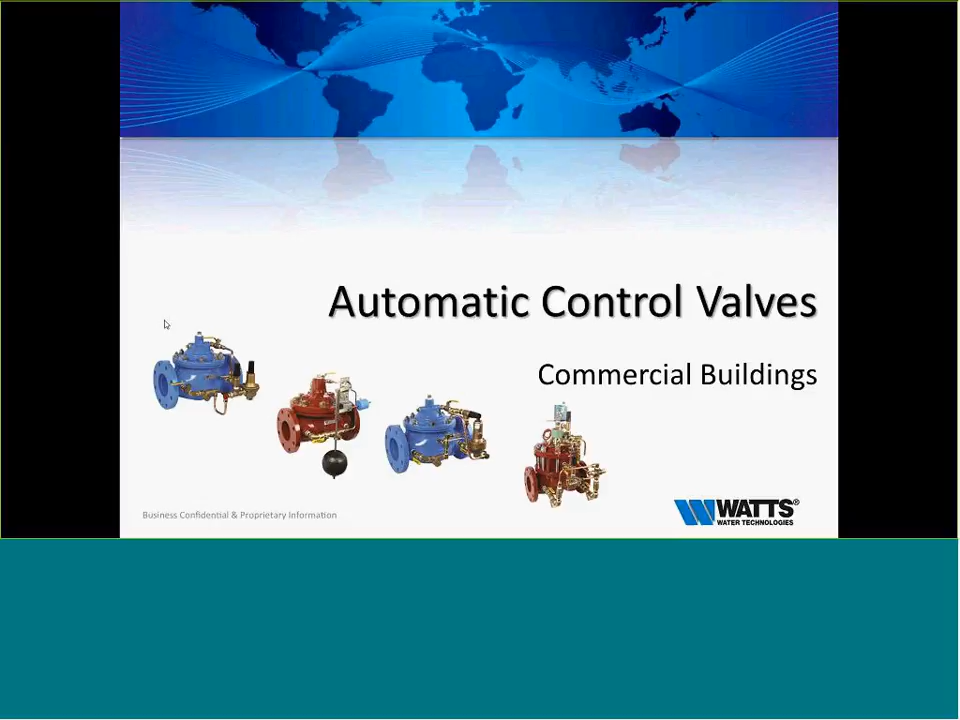 Automatic Control Valves
Commercial Buildings
Business Confidential & Proprietary Information
WATTS®
WATER TECHNOLOGIES